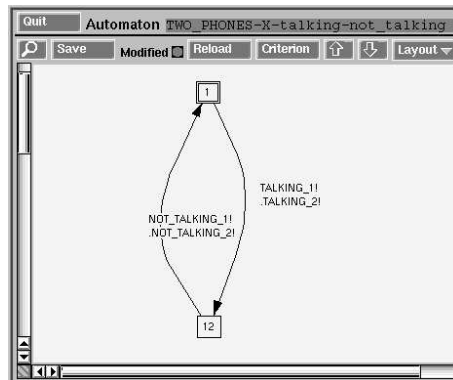 Quit Automaton TWO_PHONES-X-talking-not_talking
Save Modified Reload Criterion Layout
1
TALKING_1!
.TALKING_2!
NOT_TALKING_1!
.NOT_TALKING_2!
12